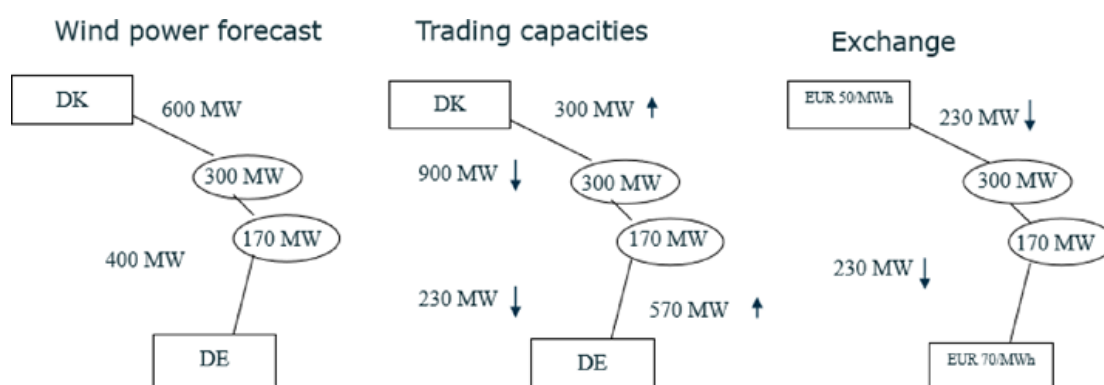 Wind power forecast
DK
600 MW
300 MW
170 MW
400 MW
DE
Trading capacities
DK
300 MW
900 MW
300 MW
170 MW
230 MW
570 MW
DE
Exchange
EUR 50/MWh
230 MW
300 MW
170 MW
230 MW
EUR 70/MWh